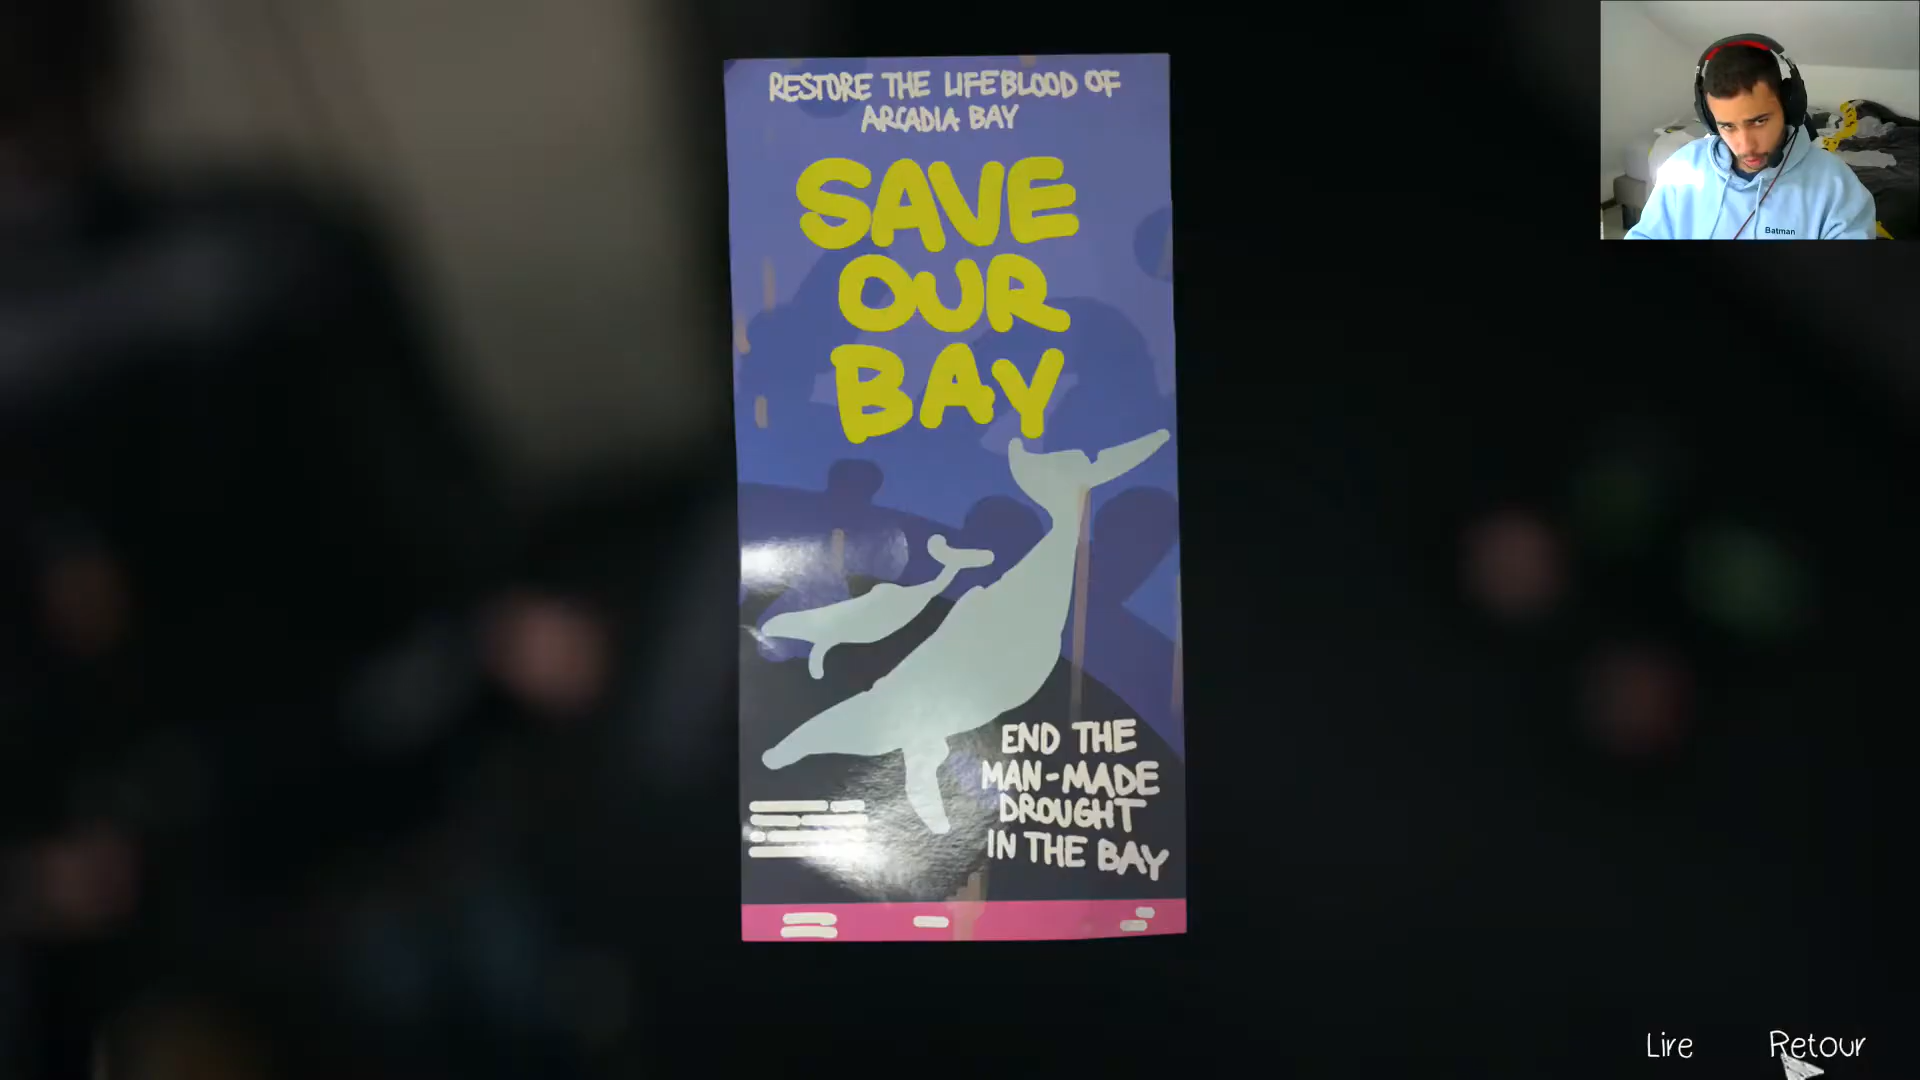 RESTORE THE LIFEBLOOD OF
ARCADIA BAY
SAVE
OUR
BAY
END THE
MAN-MADE
DROUGHT
IN THE BAY
Batman
Lire
Retour